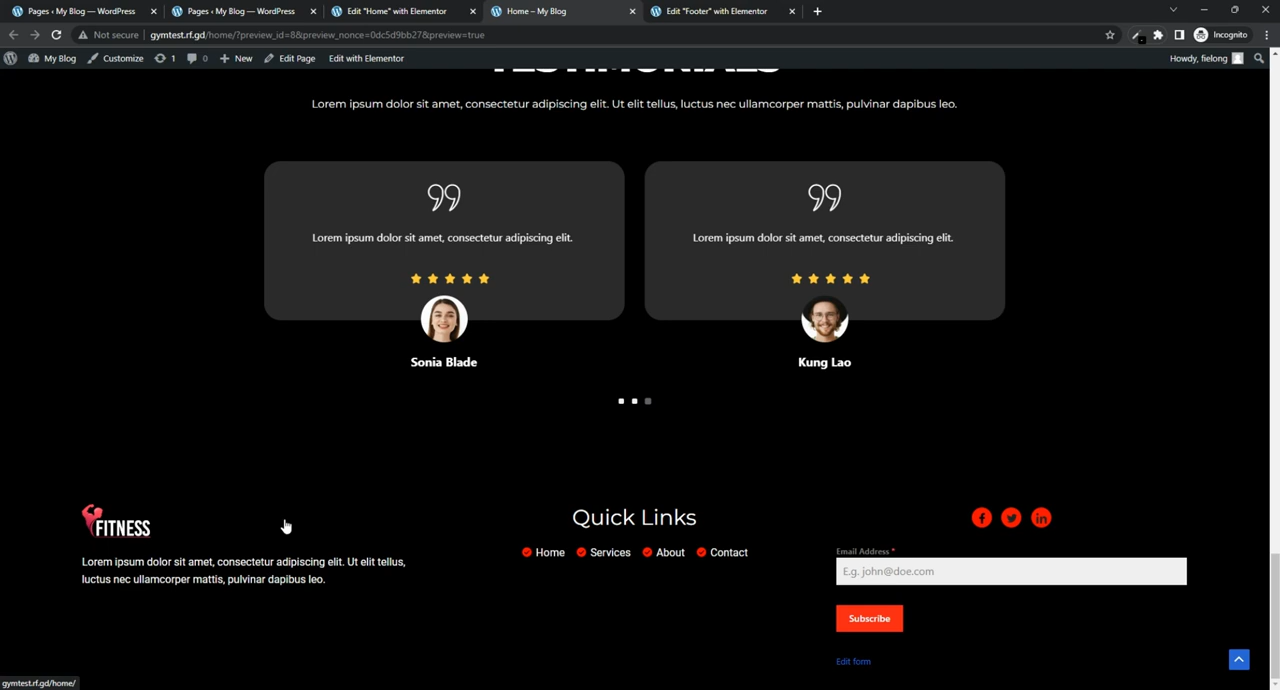 Pages ‹ My Blog — WordPress
Pages ‹ My Blog — WordPress
Edit "Home" with Elementor
Home – My Blog
Edit "Footer" with Elementor
Not secure
gymtest.rf.gd/home/?preview_id=8&preview_nonce=0dc5d9bb27&preview=true
Incognito
My Blog
Customize
1
0
New
Edit Page
Edit with Elementor
Howdy, fielong
TESTIMONIALS
Lorem ipsum dolor sit amet, consectetur adipiscing elit. Ut elit tellus, luctus nec ullamcorper mattis, pulvinar dapibus leo.
Lorem ipsum dolor sit amet, consectetur adipiscing elit.
Lorem ipsum dolor sit amet, consectetur adipiscing elit.
Sonia Blade
Kung Lao
FITNESS
Lorem ipsum dolor sit amet, consectetur adipiscing elit. Ut elit tellus,
luctus nec ullamcorper mattis, pulvinar dapibus leo.
Quick Links
Home
Services
About
Contact
Email Address *
E.g. john@doe.com
Subscribe
Edit form
gymtest.rf.gd/home/